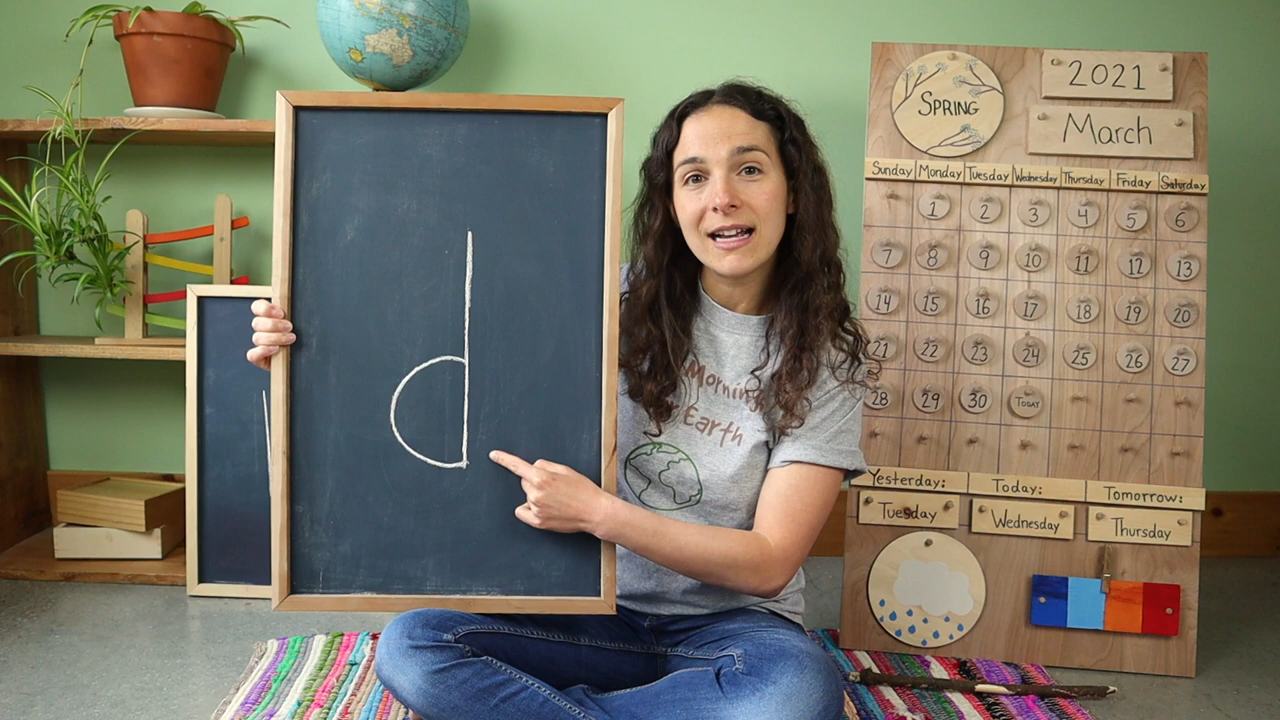 d
Morning
Earth
SPRING
2021
March
Sunday Monday Tuesday Wednesday Thursday Friday Saturday
1 2 3 4 5 6
7 8 9 10 11 12 13
14 15 16 17 18 19 20
21 22 23 24 25 26 27
28 29 30 TODAY
Yesterday: Today: Tomorrow:
Tuesday Wednesday Thursday